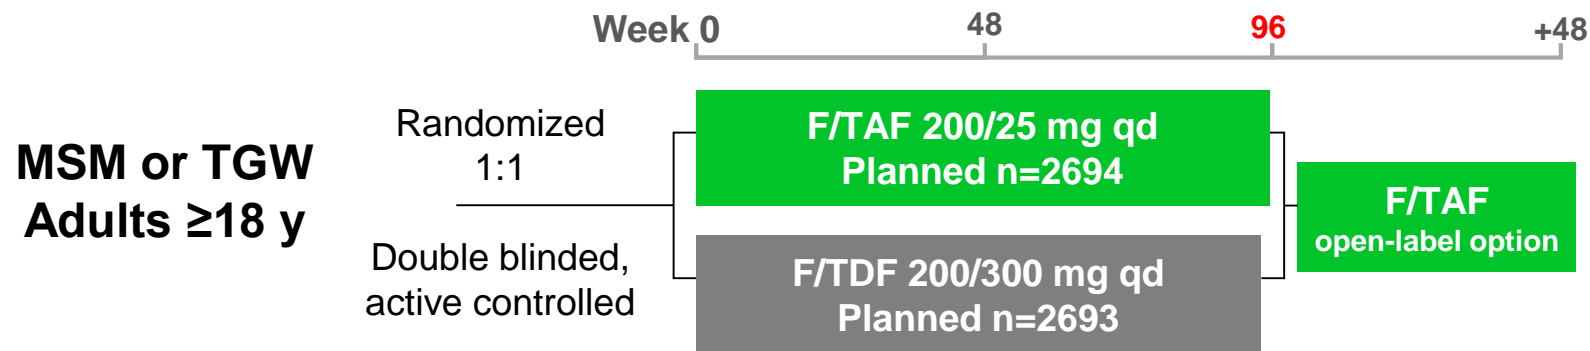 Week 0 48 96 +48
MSM or TGW
Adults ≥18 y
Randomized
1:1
Double blinded,
active controlled
F/TAF 200/25 mg qd
Planned n=2694
F/TDF 200/300 mg qd
Planned n=2693
F/TAF
open-label option